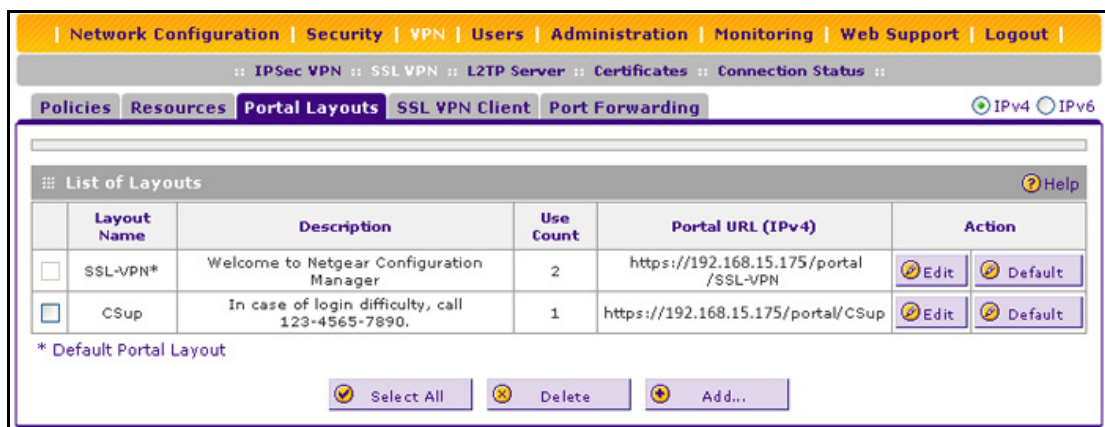 | Network Configuration | Security | VPN | Users | Administration | Monitoring | Web Support | Logout |
:: IPSec VPN :: SSL VPN :: L2TP Server :: Certificates :: Connection Status ::
Policies Resources Portal Layouts SSL VPN Client Port Forwarding IPv4 IPv6
List of Layouts Help
Layout Name Description Use Count Portal URL (IPv4) Action
SSL-VPN* Welcome to Netgear Configuration Manager 2 https://192.168.15.175/portal/SSL-VPN Edit Default
CSup In case of login difficulty, call 123-4565-7890. 1 https://192.168.15.175/portal/CSup Edit Default
* Default Portal Layout
Select All Delete Add...